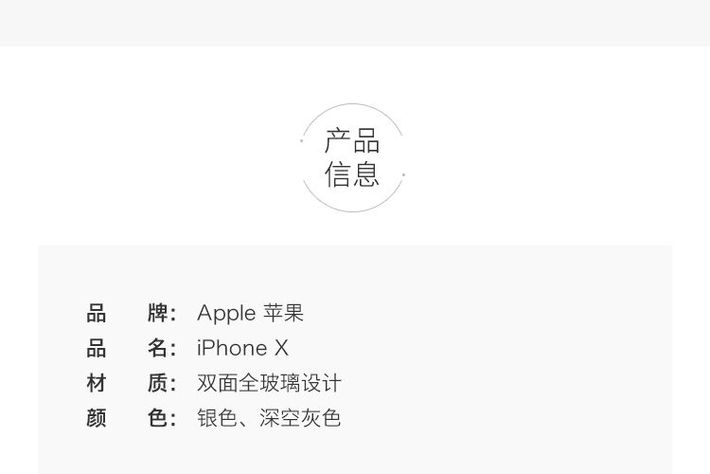 产品
信息
品 牌： Apple 苹果
品 名： iPhone X
材 质： 双面全玻璃设计
颜 色： 银色、深空灰色